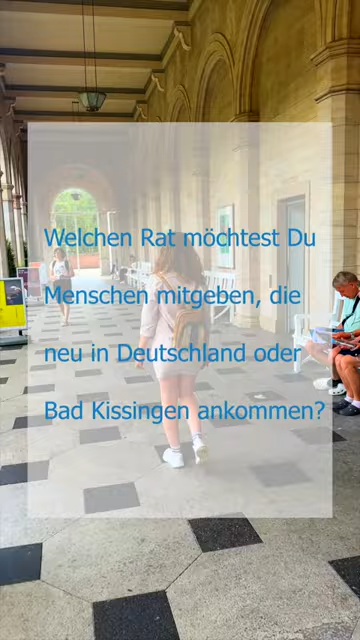 Welchen Rat möchtest Du
Menschen mitgeben, die
neu in Deutschland oder
Bad Kissingen ankommen?